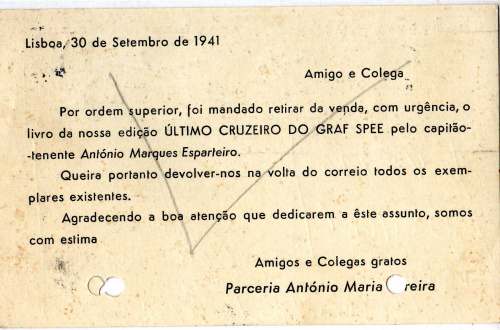 Lisboa, 30 de Setembro de 1941
Amigo e Colega
Por ordem superior, foi mandado retirar da venda, com urgência, o
livro da nossa edição ÚLTIMO CRUZEIRO DO GRAF SPEE pelo capitão-
-tenente António Marques Esparteiro.
Queira portanto devolver-nos na volta do correio todos os exem-
plares existentes.
Agradecendo a boa atenção que dedicarem a êste assunto, somos
com estima
Amigos e Colegas gratos
Parceria António Maria